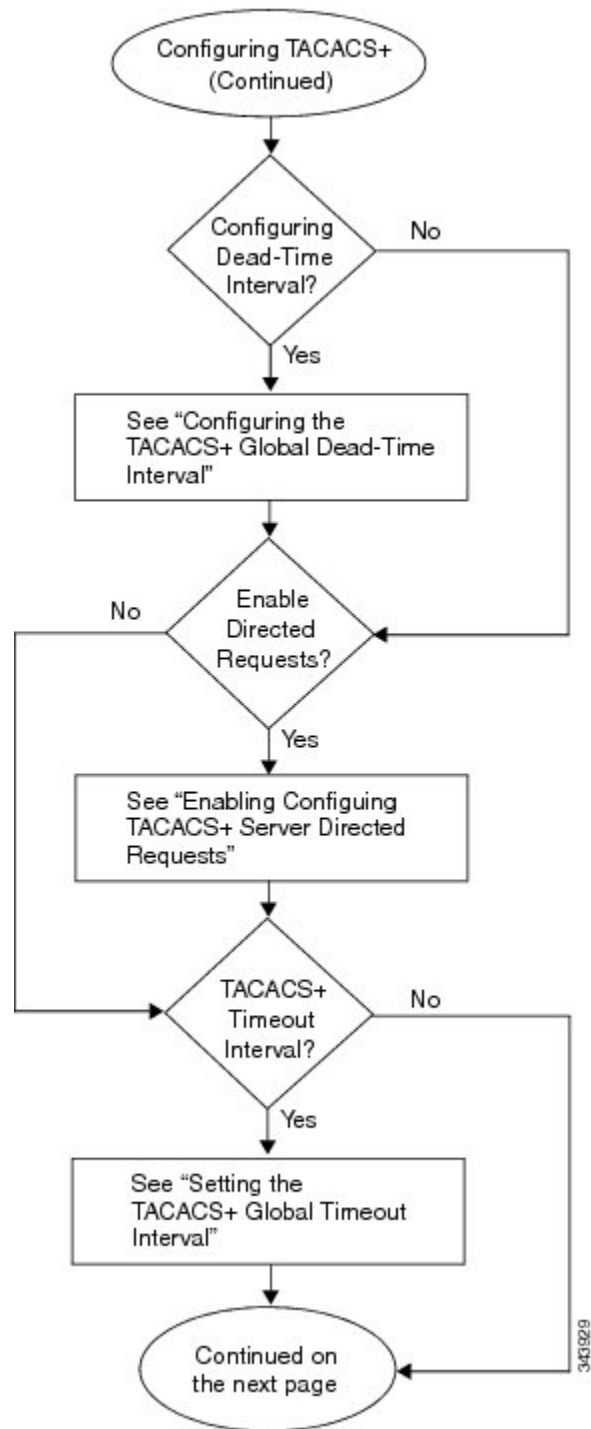 Configuring TACACS+
(Continued)
Configuring
Dead-Time
Interval?
No
Yes
See “Configuring the
TACACS+ Global Dead-Time
Interval”
No
Enable
Directed
Requests?
Yes
See “Enabling Configuing
TACACS+ Server Directed
Requests”
TACACS+
Timeout
Interval?
No
Yes
See “Setting the
TACACS+ Global Timeout
Interval”
Continued on
the next page
343929